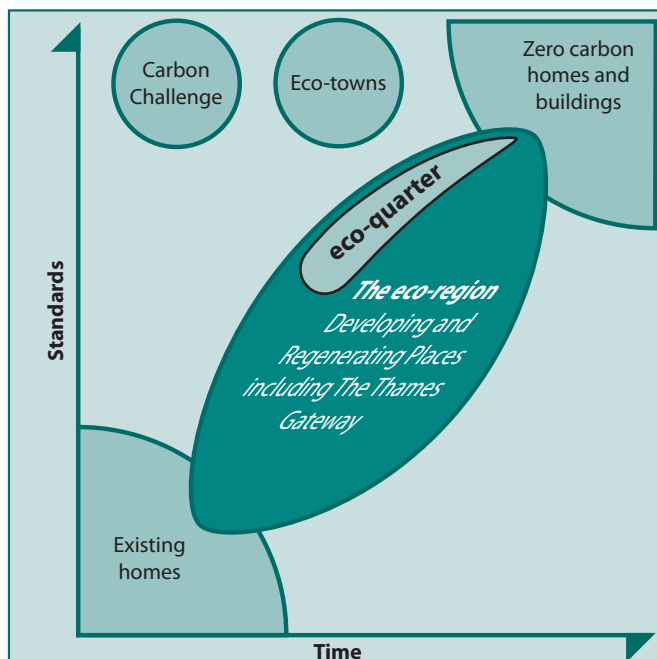 Carbon
Challenge
Eco-towns
Zero carbon
homes and
buildings
eco-quarter
The eco-region
Developing and
Regenerating Places
including The Thames
Gateway
Standards
Existing
homes
Time